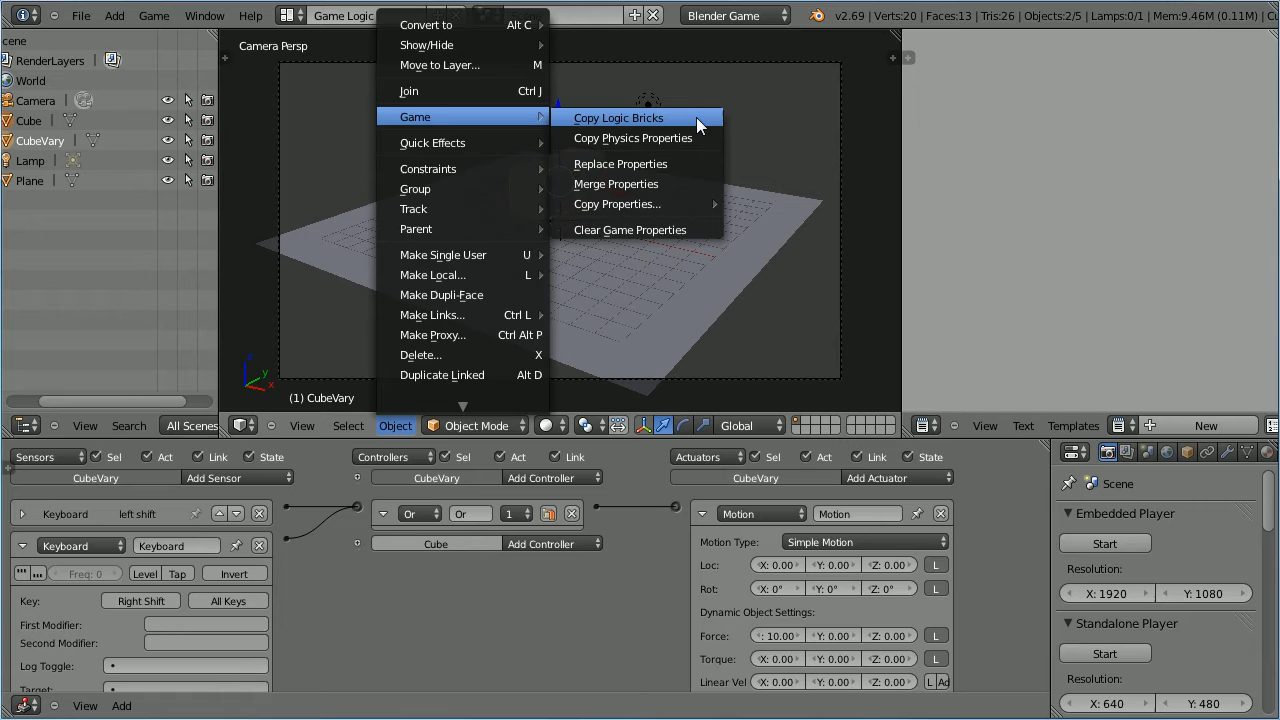 File Add Game Window Help Game Logic Blender Game v2.69 | Verts:20 | Faces:13 | Tris:26 | Objects:2/5 | Lamps:0/1 | Mem:9.46M (0.11M) | Cu
cene
RenderLayers
World
Camera
Cube
CubeVary
Lamp
Plane
View Search All Scenes
Camera Persp
(1) CubeVary
Convert to Alt C
Show/Hide
Move to Layer... M
Join Ctrl J
Game
Quick Effects
Constraints
Group
Track
Parent
Make Single User U
Make Local... L
Make Dupli-Face
Make Links... Ctrl L
Make Proxy... Ctrl Alt P
Delete... X
Duplicate Linked Alt D
Copy Logic Bricks
Copy Physics Properties
Replace Properties
Merge Properties
Copy Properties...
Clear Game Properties
View Select Object Object Mode Global
View Text Templates New
Sensors Sel Act Link State
CubeVary Add Sensor
Keyboard left shift
Keyboard Keyboard
Freq: 0 Level Tap Invert
Key: Right Shift All Keys
First Modifier:
Second Modifier:
Log Toggle:
Target:
Controllers Sel Act Link
CubeVary Add Controller
Or Or 1
Cube Add Controller
Actuators Sel Act Link State
CubeVary Add Actuator
Motion Motion
Motion Type: Simple Motion
Loc: X: 0.00 Y: 0.00 Z: 0.00 L
Rot: X: 0° Y: 0° Z: 0° L
Dynamic Object Settings:
Force: : 10.00 Y: 0.00 Z: 0.00 L
Torque: X: 0.00 Y: 0.00 Z: 0.00 L
Linear Vel X: 0.00 Y: 0.00 Z: 0.00 L Ad
View Add
Scene
Embedded Player
Start
Resolution:
X: 1920 Y: 1080
Standalone Player
Start
Resolution:
X: 640 Y: 480